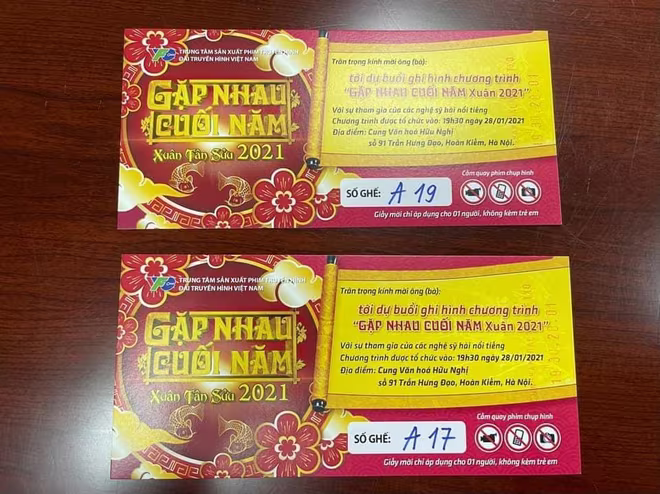 VFC TRUNG TÂM SẢN XUẤT PHIM TRUYỀN HÌNH
ĐÀI TRUYỀN HÌNH VIỆT NAM
GẶP NHAU
CUỐI NĂM
Xuân Tân Sửu 2021
Trân trọng kính mời ông (bà):
tới dự buổi ghi hình chương trình
"GẶP NHAU CUỐI NĂM Xuân 2021"
Với sự tham gia của các nghệ sỹ hài nổi tiếng
Chương trình được tổ chức vào: 19h30 ngày 28/01/2021
Địa điểm: Cung Văn hoá Hữu Nghị
số 91 Trần Hưng Đạo, Hoàn Kiếm, Hà Nội.
Cấm quay phim chụp hình
SỐ GHẾ: A 19
Giấy mời chỉ áp dụng cho 01 người, không kèm trẻ em
VFC TRUNG TÂM SẢN XUẤT PHIM TRUYỀN HÌNH
ĐÀI TRUYỀN HÌNH VIỆT NAM
GẶP NHAU
CUỐI NĂM
Xuân Tân Sửu 2021
Trân trọng kính mời ông (bà):
tới dự buổi ghi hình chương trình
"GẶP NHAU CUỐI NĂM Xuân 2021"
Với sự tham gia của các nghệ sỹ hài nổi tiếng
Chương trình được tổ chức vào: 19h30 ngày 28/01/2021
Địa điểm: Cung Văn hoá Hữu Nghị
số 91 Trần Hưng Đạo, Hoàn Kiếm, Hà Nội.
Cấm quay phim chụp hình
SỐ GHẾ: A 17
Giấy mời chỉ áp dụng cho 01 người, không kèm trẻ em